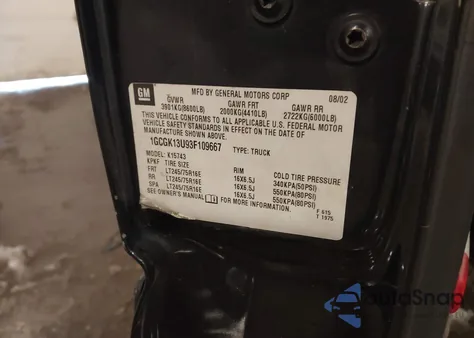 GM
MFD BY GENERAL MOTORS CORP 08/02
GVWR GAWR FRT GAWR RR
3901KG(8600LB) 2000KG(4410LB) 2722KG(6000LB)
THIS VEHICLE CONFORMS TO ALL APPLICABLE U.S. FEDERAL MOTOR
VEHICLE SAFETY STANDARDS IN EFFECT ON THE DATE OF
MANUFACTURE SHOWN ABOVE.
1GCGK13U93F109667 TYPE: TRUCK
MODEL: K15743
KPKF TIRE SIZE RIM COLD TIRE PRESSURE
FRT LT245/75R16E 16X6.5J 340KPA(50PSI)
RR LT245/75R16E 16X6.5J 550KPA(80PSI)
SPA LT245/75R16E 16X6.5J 550KPA(80PSI)
SEE OWNER'S MANUAL FOR MORE INFORMATION.
F 615
T 1975
AutoSnap